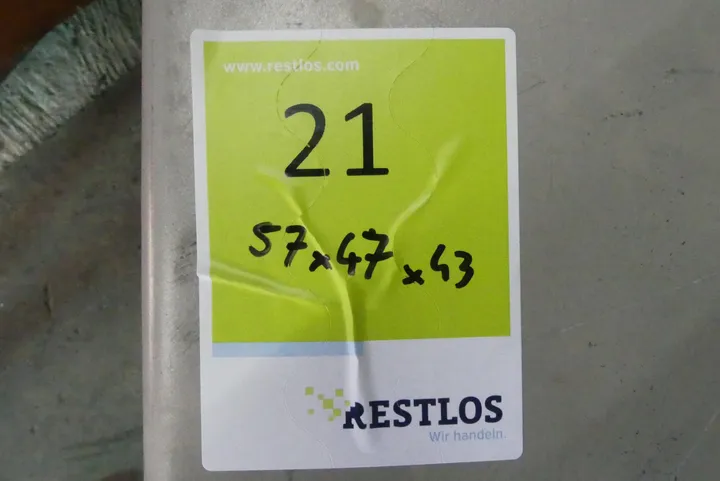 www.restlos.com
21
57x47x43
RESTLOS
Wir handeln.